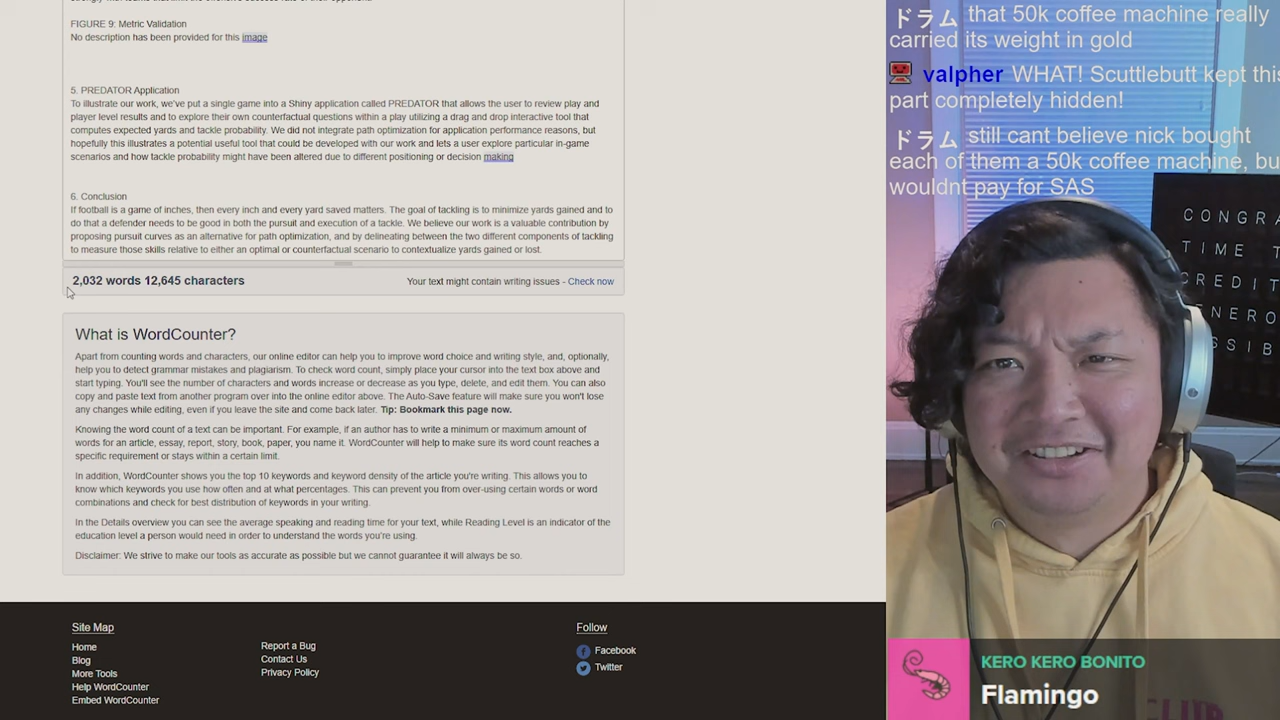 FIGURE 9: Metric Validation
No description has been provided for this image
5. PREDATOR Application
To illustrate our work, we've put a single game into a Shiny application called PREDATOR that allows the user to review play and
player level results and to explore their own counterfactual questions within a play utilizing a drag and drop interactive tool that
computes expected yards and tackle probability. We did not integrate path optimization for application performance reasons, but
hopefully this illustrates a potential useful tool that could be developed with our work and lets a user explore particular in-game
scenarios and how tackle probability might have been altered due to different positioning or decision making
6. Conclusion
If football is a game of inches, then every inch and every yard saved matters. The goal of tackling is to minimize yards gained and to
do that a defender needs to be good in both the pursuit and execution of a tackle. We believe our work is a valuable contribution by
proposing pursuit curves as an alternative for path optimization, and by delineating between the two different components of tackling
to measure those skills relative to either an optimal or counterfactual scenario to contextualize yards gained or lost.
2,032 words 12,645 characters
Your text might contain writing issues - Check now
What is WordCounter?
Apart from counting words and characters, our online editor can help you to improve word choice and writing style, and, optionally,
help you to detect grammar mistakes and plagiarism. To check word count, simply place your cursor into the text box above and
start typing. You'll see the number of characters and words increase or decrease as you type, delete, and edit them. You can also
copy and paste text from another program over into the online editor above. The Auto-Save feature will make sure you won't lose
any changes while editing, even if you leave the site and come back later. Tip: Bookmark this page now.
Knowing the word count of a text can be important. For example, if an author has to write a minimum or maximum amount of
words for an article, essay, report, story, book, paper, you name it. WordCounter will help to make sure its word count reaches a
specific requirement or stays within a certain limit.
In addition, WordCounter shows you the top 10 keywords and keyword density of the article you're writing. This allows you to
know which keywords you use how often and at what percentages. This can prevent you from over-using certain words or word
combinations and check for best distribution of keywords in your writing.
In the Details overview you can see the average speaking and reading time for your text, while Reading Level is an indicator of the
education level a person would need in order to understand the words you're using.
Disclaimer: We strive to make our tools as accurate as possible but we cannot guarantee it will always be so.
Site Map
Home
Blog
More Tools
Help WordCounter
Embed WordCounter
Report a Bug
Contact Us
Privacy Policy
Follow
Facebook
Twitter
ドラム that 50k coffee machine really
carried its weight in gold
valpher WHAT! Scuttlebutt kept this
part completely hidden!
ドラム still cant believe nick bought
each of them a 50k coffee machine, bu
wouldnt pay for SAS
CONGRA
TIME T
CREDIT
ENERO
SSIB
KERO KERO BONITO
Flamingo